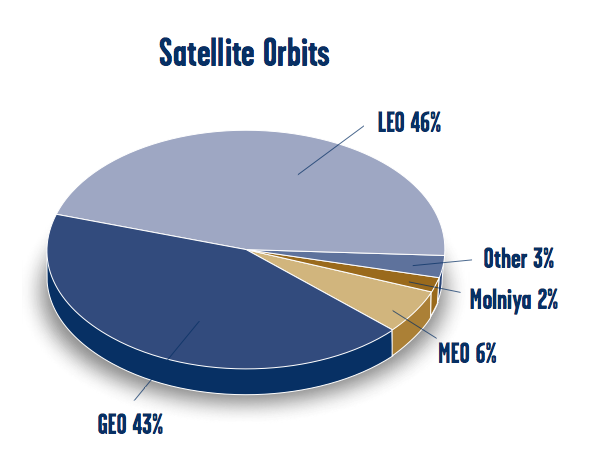 Satellite Orbits
LEO 46%
Other 3%
Molniya 2%
MEO 6%
GEO 43%